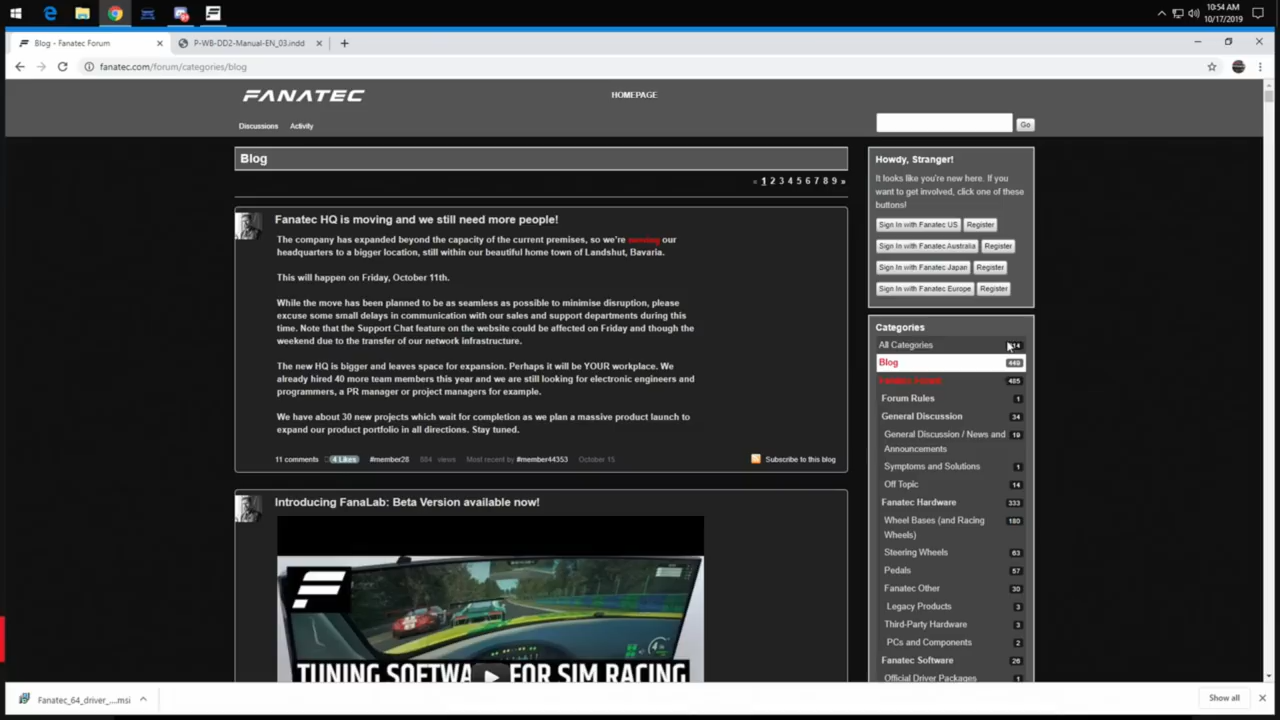 10:54 AM
10/17/2019
Blog - Fanatec Forum
P-WB-DD2-Manual-EN_03.indd
fanatec.com/forum/categories/blog
FANATEC
HOMEPAGE
Discussions
Activity
Go
Blog
« 1 2 3 4 5 6 7 8 9 »
Fanatec HQ is moving and we still need more people!
The company has expanded beyond the capacity of the current premises, so we're moving our
headquarters to a bigger location, still within our beautiful home town of Landshut, Bavaria.
This will happen on Friday, October 11th.
While the move has been planned to be as seamless as possible to minimise disruption, please
excuse some small delays in communication with our sales and support departments during this
time. Note that the Support Chat feature on the website could be affected on Friday and though the
weekend due to the transfer of our network infrastructure.
The new HQ is bigger and leaves space for expansion. Perhaps it will be YOUR workplace. We
already hired 40 more team members this year and we are still looking for electronic engineers and
programmers, a PR manager or project managers for example.
We have about 30 new projects which wait for completion as we plan a massive product launch to
expand our product portfolio in all directions. Stay tuned.
11 comments 4 Likes #member28 884 views Most recent by #member44353 October 15
Subscribe to this blog
Introducing FanaLab: Beta Version available now!
TUNING SOFTWA FOR SIM RACING
Howdy, Stranger!
It looks like you're new here. If you
want to get involved, click one of these
buttons!
Sign In with Fanatec US Register
Sign In with Fanatec Australia Register
Sign In with Fanatec Japan Register
Sign In with Fanatec Europe Register
Categories
All Categories
Blog 449
Fanatec Forum 485
Forum Rules 1
General Discussion 34
General Discussion / News and 19
Announcements
Symptoms and Solutions 1
Off Topic 14
Fanatec Hardware 333
Wheel Bases (and Racing 180
Wheels)
Steering Wheels 63
Pedals 57
Fanatec Other 30
Legacy Products 3
Third-Party Hardware 3
PCs and Components 2
Fanatec Software 26
Official Driver Packages 1
Fanatec_64_driver_....msi
Show all